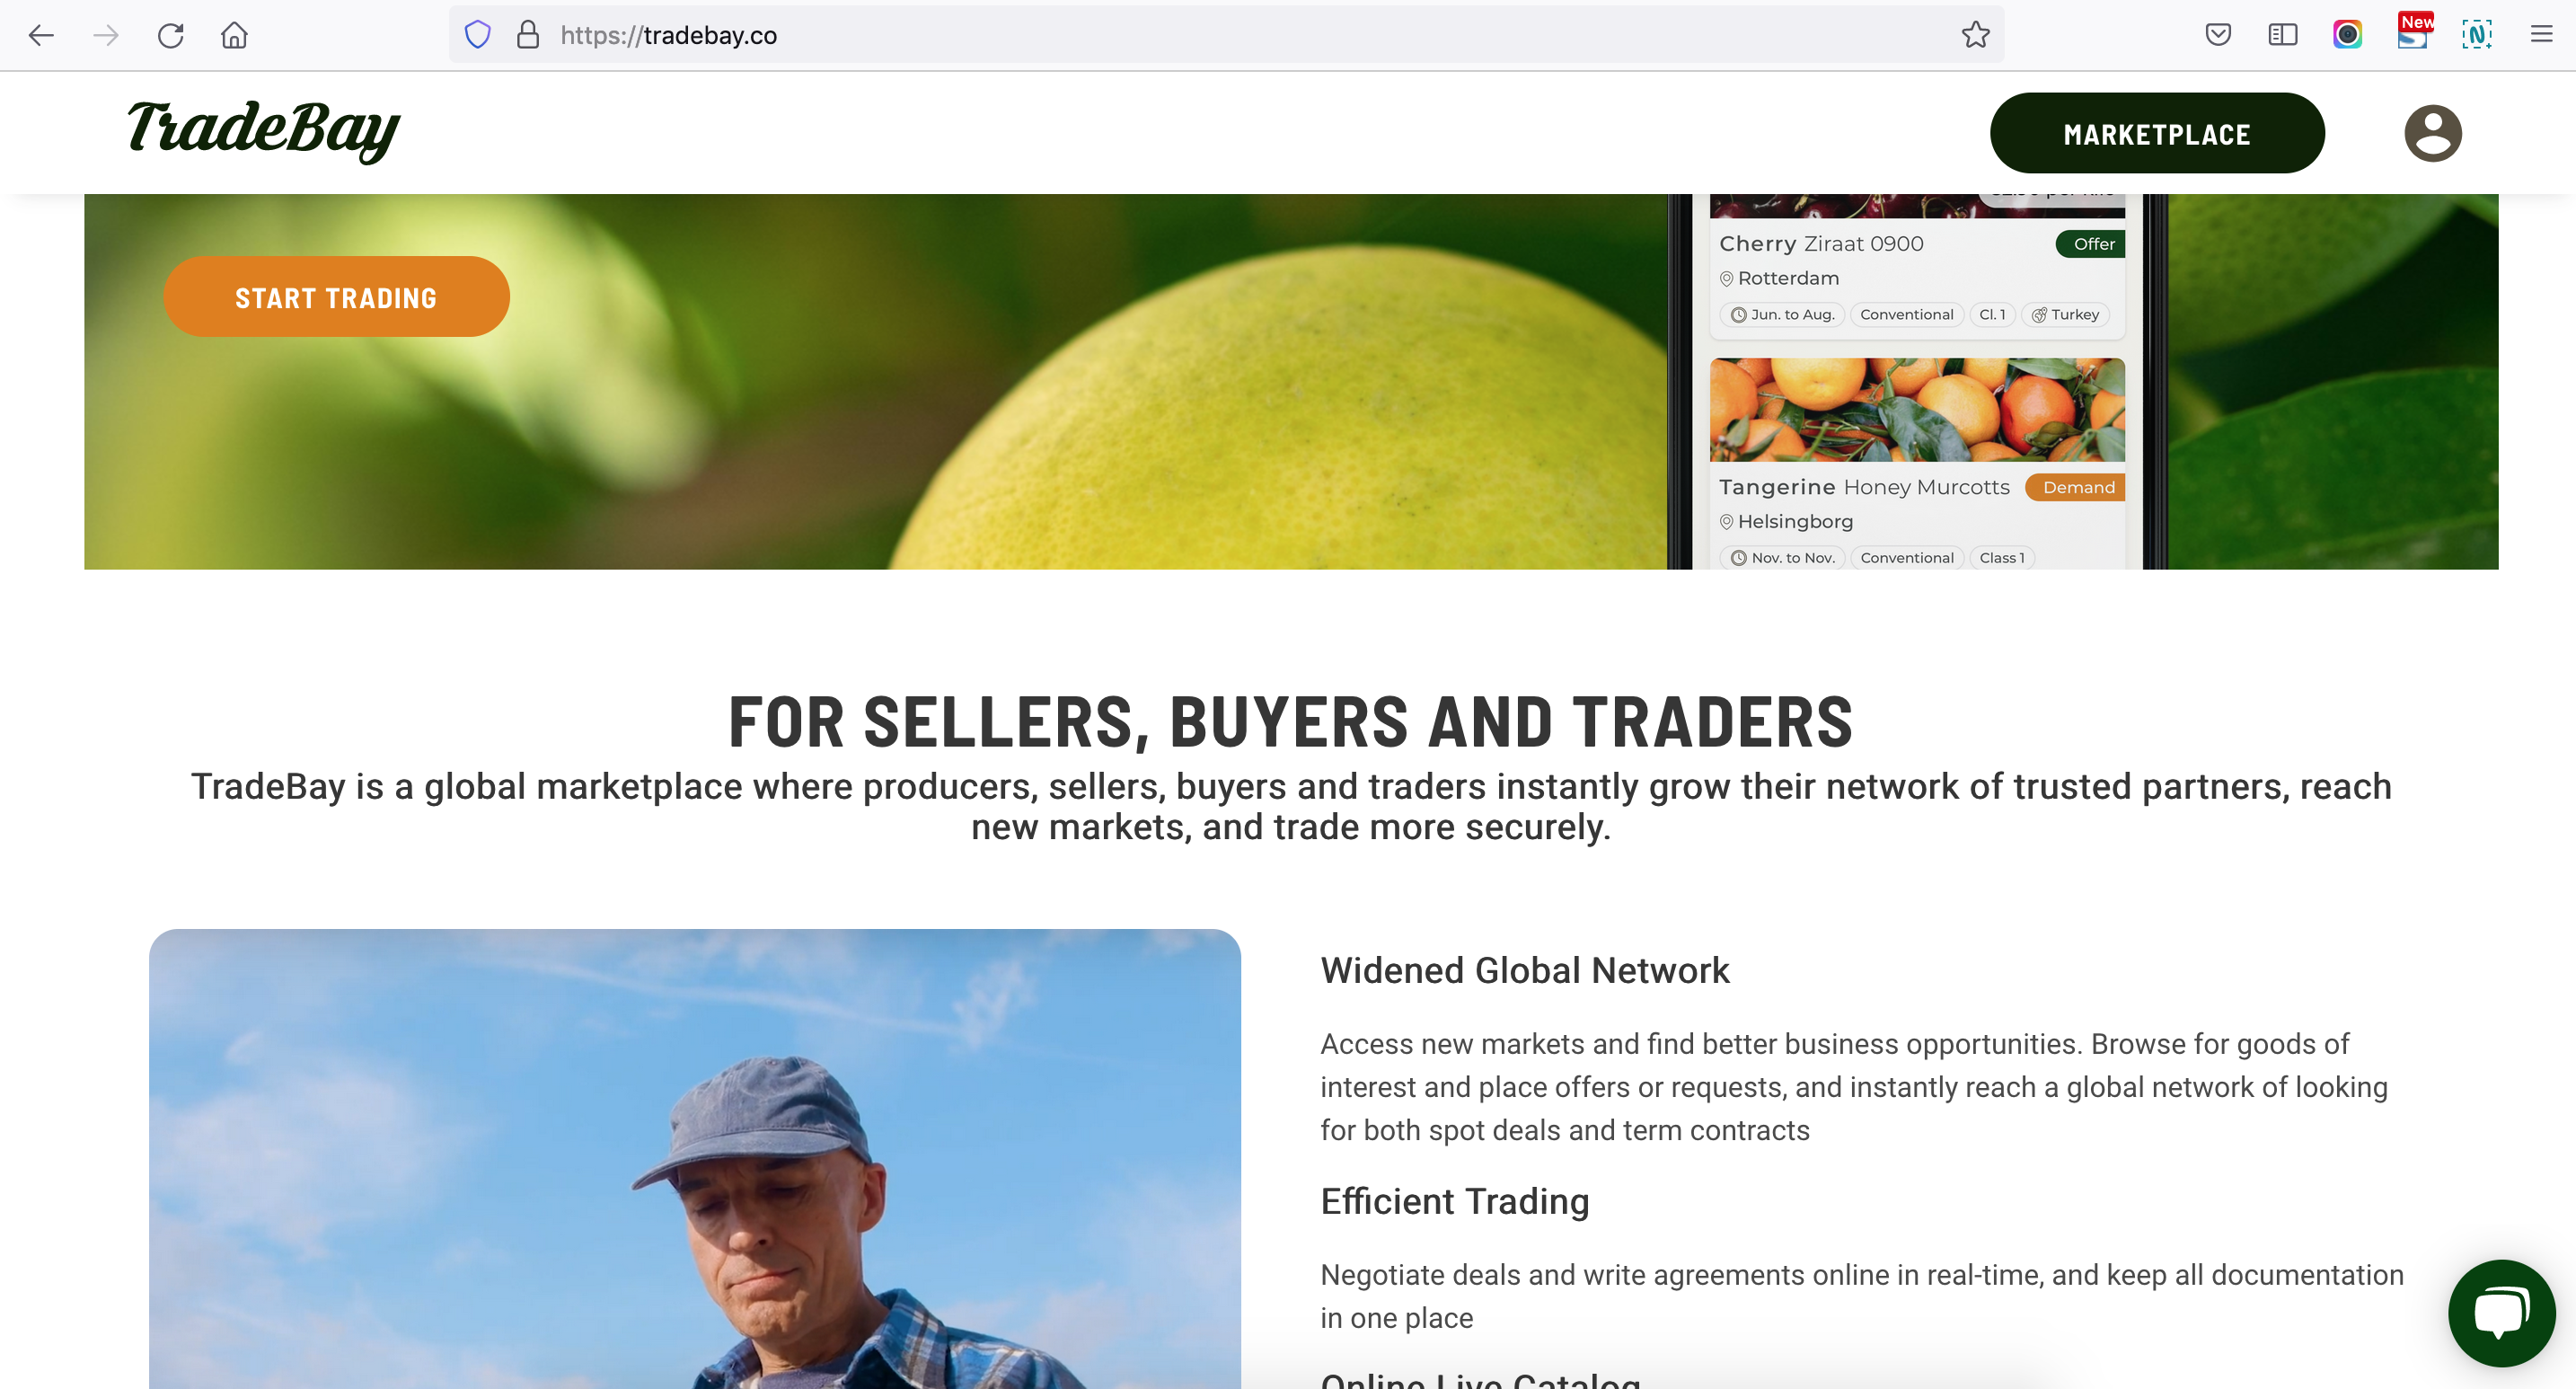 New
https://tradebay.co
TradeBay
MARKETPLACE
START TRADING
Cherry Ziraat 0900
Offer
Rotterdam
Jun. to Aug. Conventional Cl. 1 Turkey
Tangerine Honey Murcotts
Demand
Helsingborg
Nov. to Nov. Conventional Class 1
FOR SELLERS, BUYERS AND TRADERS
TradeBay is a global marketplace where producers, sellers, buyers and traders instantly grow their network of trusted partners, reach
new markets, and trade more securely.
Widened Global Network
Access new markets and find better business opportunities. Browse for goods of
interest and place offers or requests, and instantly reach a global network of looking
for both spot deals and term contracts
Efficient Trading
Negotiate deals and write agreements online in real-time, and keep all documentation
in one place
Online Live Catalog